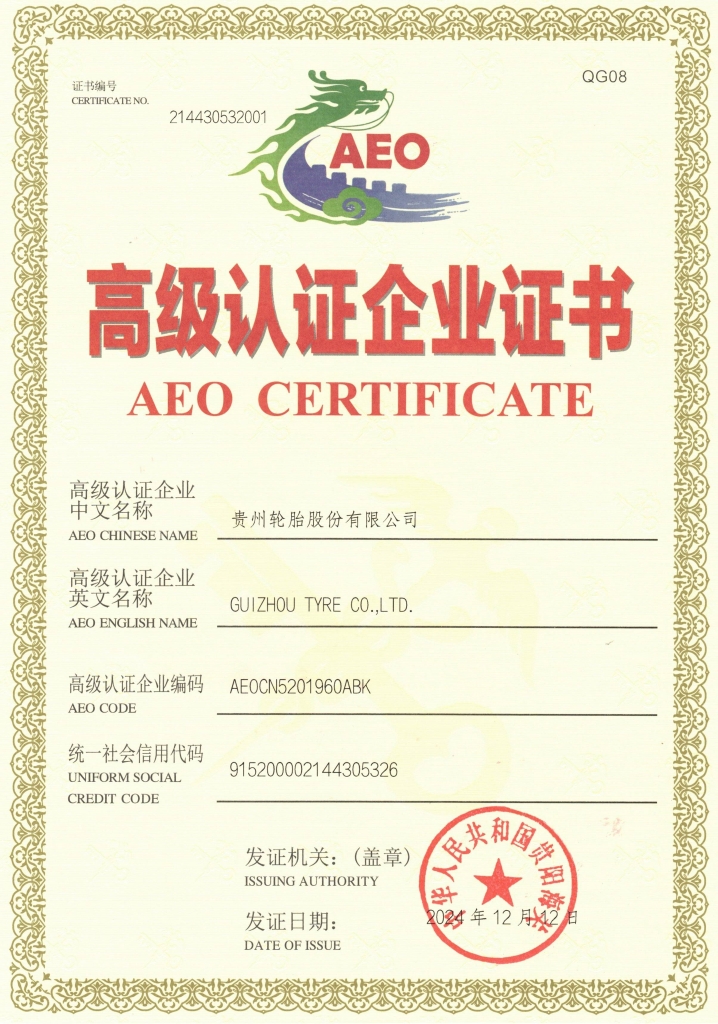 QG08
证书编号
CERTIFICATE NO.
214430532001
AEO
高级认证企业证书
AEO CERTIFICATE
高级认证企业
中文名称
AEO CHINESE NAME
贵州轮胎股份有限公司
高级认证企业
英文名称
AEO ENGLISH NAME
GUIZHOU TYRE CO.,LTD.
高级认证企业编码
AEO CODE
AEOCN5201960ABK
统一社会信用代码
UNIFORM SOCIAL
CREDIT CODE
915200002144305326
发证机关：(盖章)
ISSUING AUTHORITY
中华人民共和国贵阳海关
发证日期：
DATE OF ISSUE
2024 年 12 月 12 日